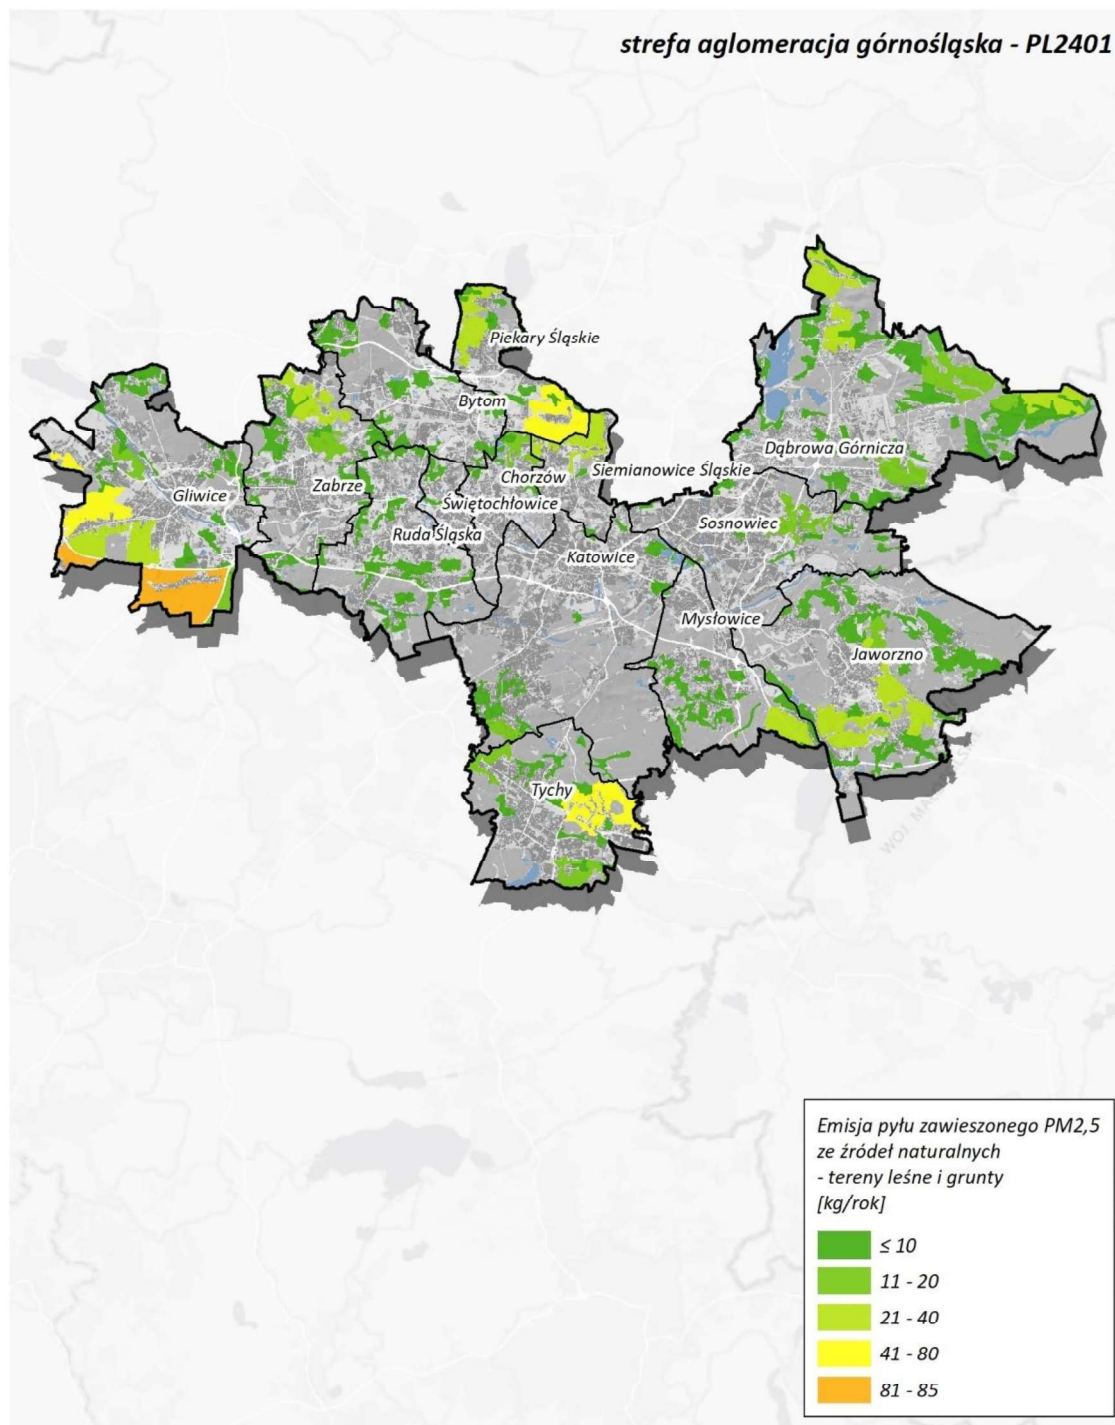 strefa aglomeracja górnośląska - PL2401
Piekary Śląskie
Bytom
Dąbrowa Górnicza
Siemianowice Śląskie
Chorzów
Zabrze
Gliwice
Świętochłowice
Sosnowiec
Ruda Śląska
Katowice
Mysłowice
Jaworzno
Tychy
Emisja pyłu zawieszonego PM2,5
ze źródeł naturalnych
- tereny leśne i grunty
[kg/rok]
≤ 10
11 - 20
21 - 40
41 - 80
81 - 85